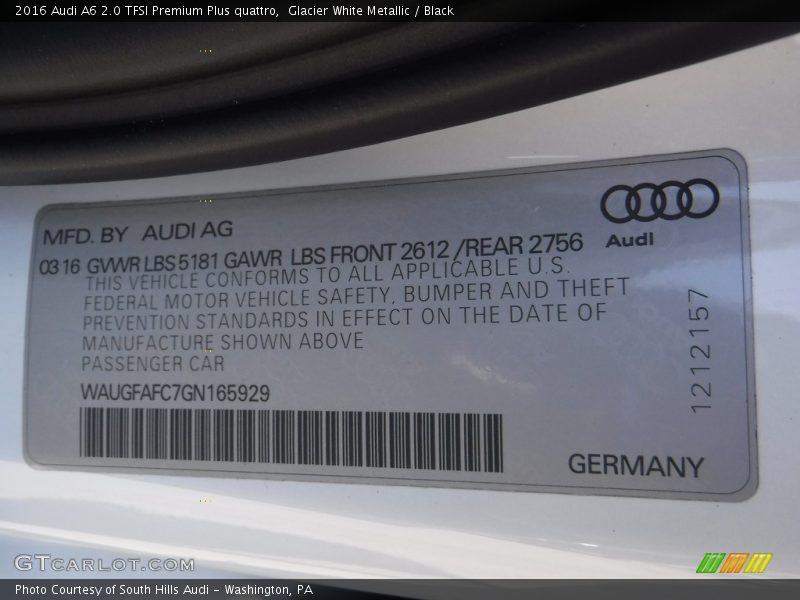 2016 Audi A6 2.0 TFSI Premium Plus quattro, Glacier White Metallic / Black
MFD. BY AUDI AG
Audi
03 16 GVWR LBS 5181 GAWR LBS FRONT 2612 /REAR 2756
THIS VEHICLE CONFORMS TO ALL APPLICABLE U.S.
FEDERAL MOTOR VEHICLE SAFETY, BUMPER AND THEFT
PREVENTION STANDARDS IN EFFECT ON THE DATE OF
MANUFACTURE SHOWN ABOVE
PASSENGER CAR
WAUGFAFC7GN165929
1212157
GERMANY
GTCARLOT.COM
Photo Courtesy of South Hills Audi - Washington, PA